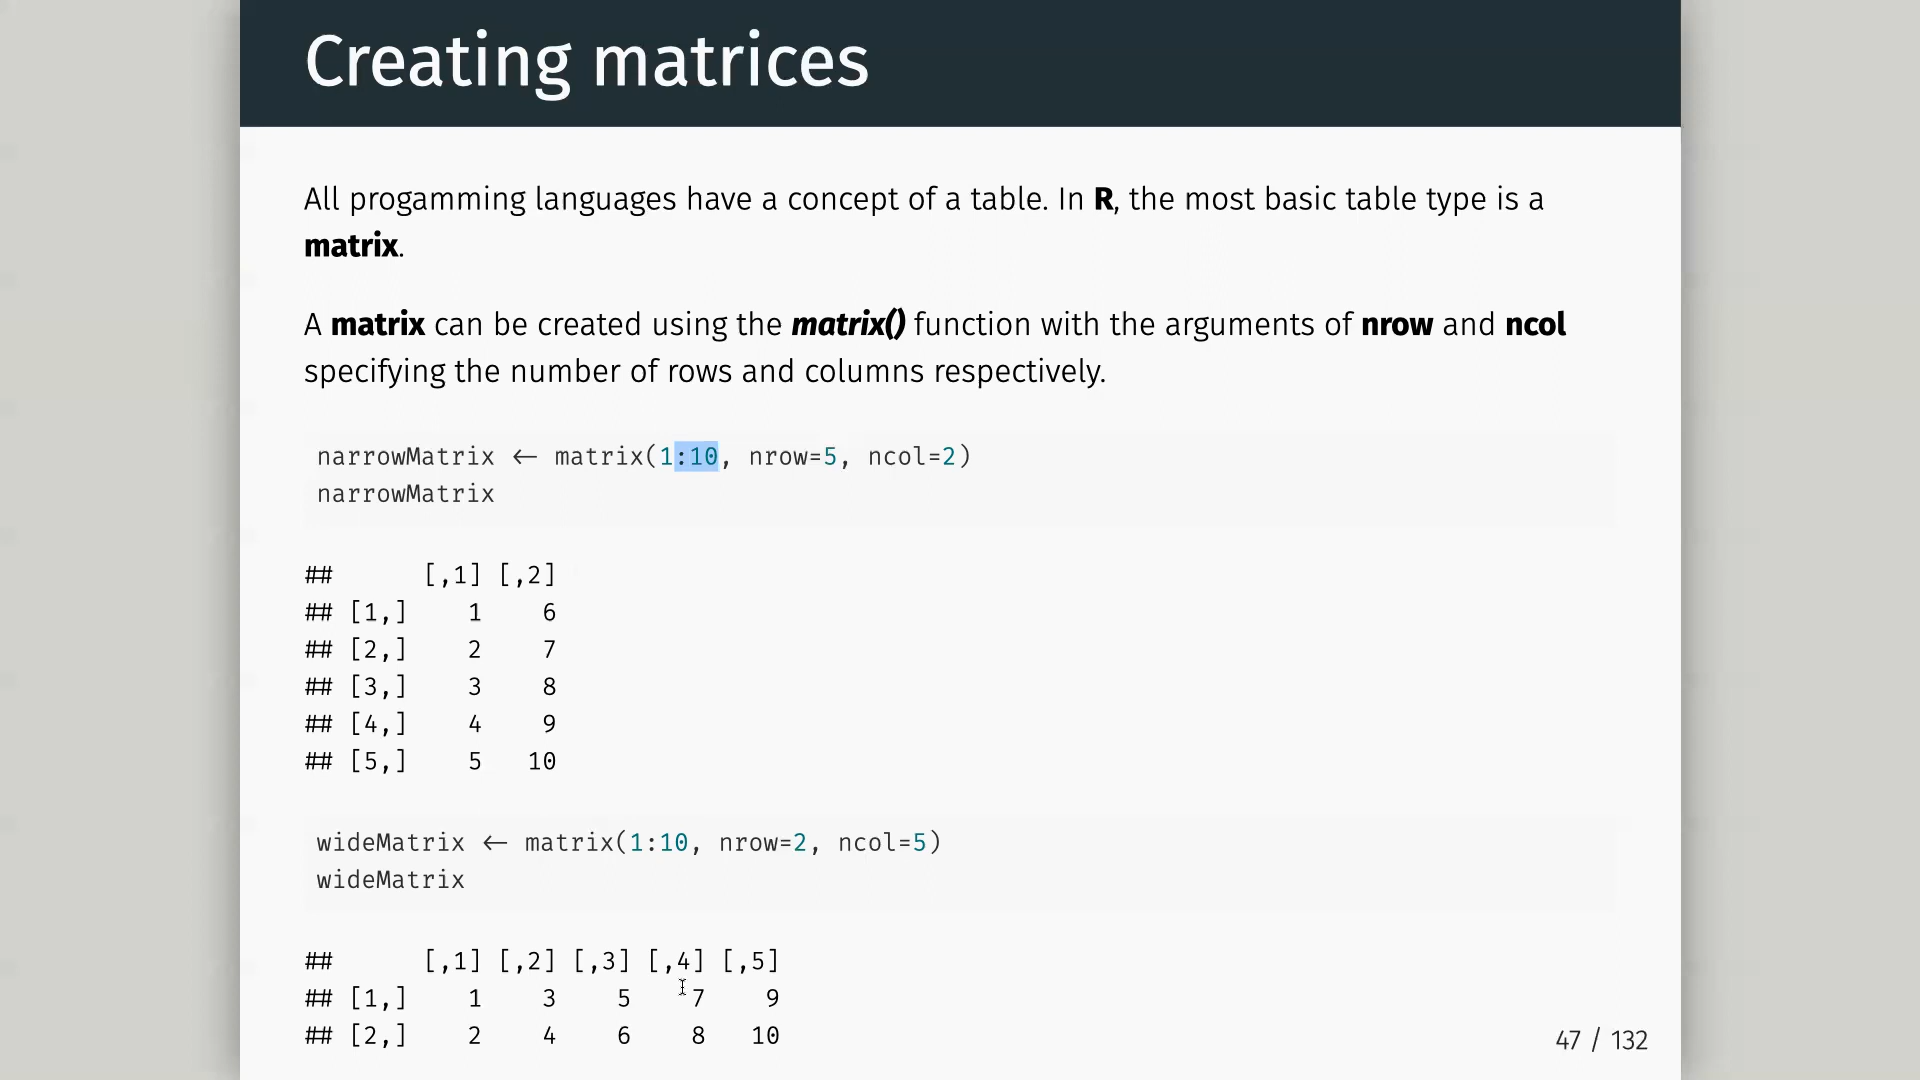 Creating matrices
All progamming languages have a concept of a table. In R, the most basic table type is a
matrix.
A matrix can be created using the matrix() function with the arguments of nrow and ncol
specifying the number of rows and columns respectively.
narrowMatrix ← matrix(1:10, nrow=5, ncol=2)
narrowMatrix
##      [,1] [,2]
## [1,]    1    6
## [2,]    2    7
## [3,]    3    8
## [4,]    4    9
## [5,]    5   10
wideMatrix ← matrix(1:10, nrow=2, ncol=5)
wideMatrix
##      [,1] [,2] [,3] [,4] [,5]
## [1,]    1    3    5    7    9
## [2,]    2    4    6    8   10
47 / 132